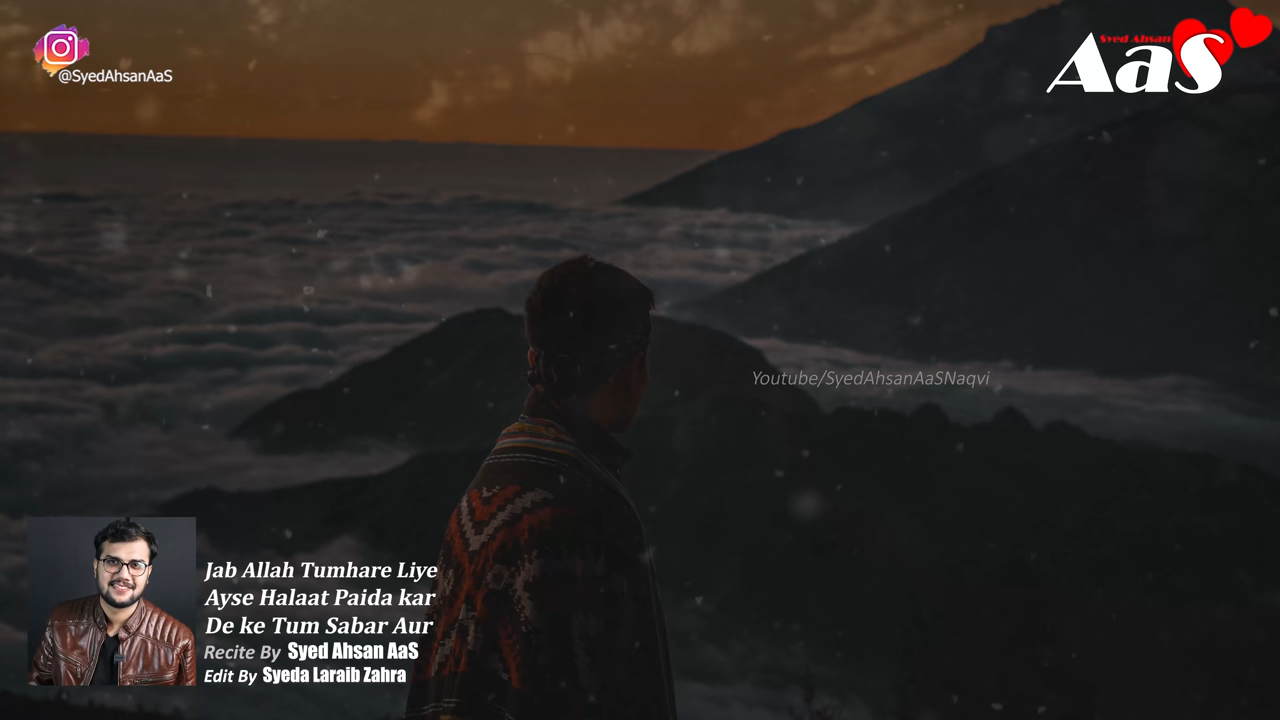 @SyedAhsanAaS
Syed Ahsan
AaS
Youtube/SyedAhsanAaSNaqvi
Jab Allah Tumhare Liye
Ayse Halaat Paida kar
De ke Tum Sabar Aur
Recite By Syed Ahsan AaS
Edit By Syeda Laraib Zahra